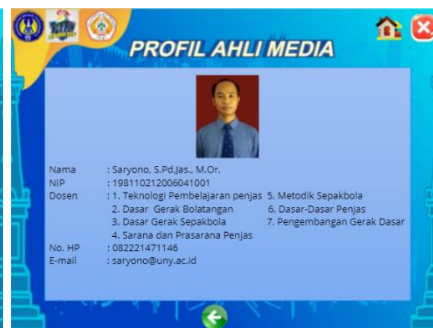 PROFIL AHLI MEDIA
Nama : Saryono, S.Pd.Jas., M.Or.
NIP : 198110212006041001
Dosen : 1. Teknologi Pembelajaran penjas 5. Metodik Sepakbola
2. Dasar Gerak Bolatangan 6. Dasar-Dasar Penjas
3. Dasar Gerak Sepakbola 7. Pengembangan Gerak Dasar
4. Sarana dan Prasarana Penjas
No. HP : 082221471146
E-mail : saryono@uny.ac.id